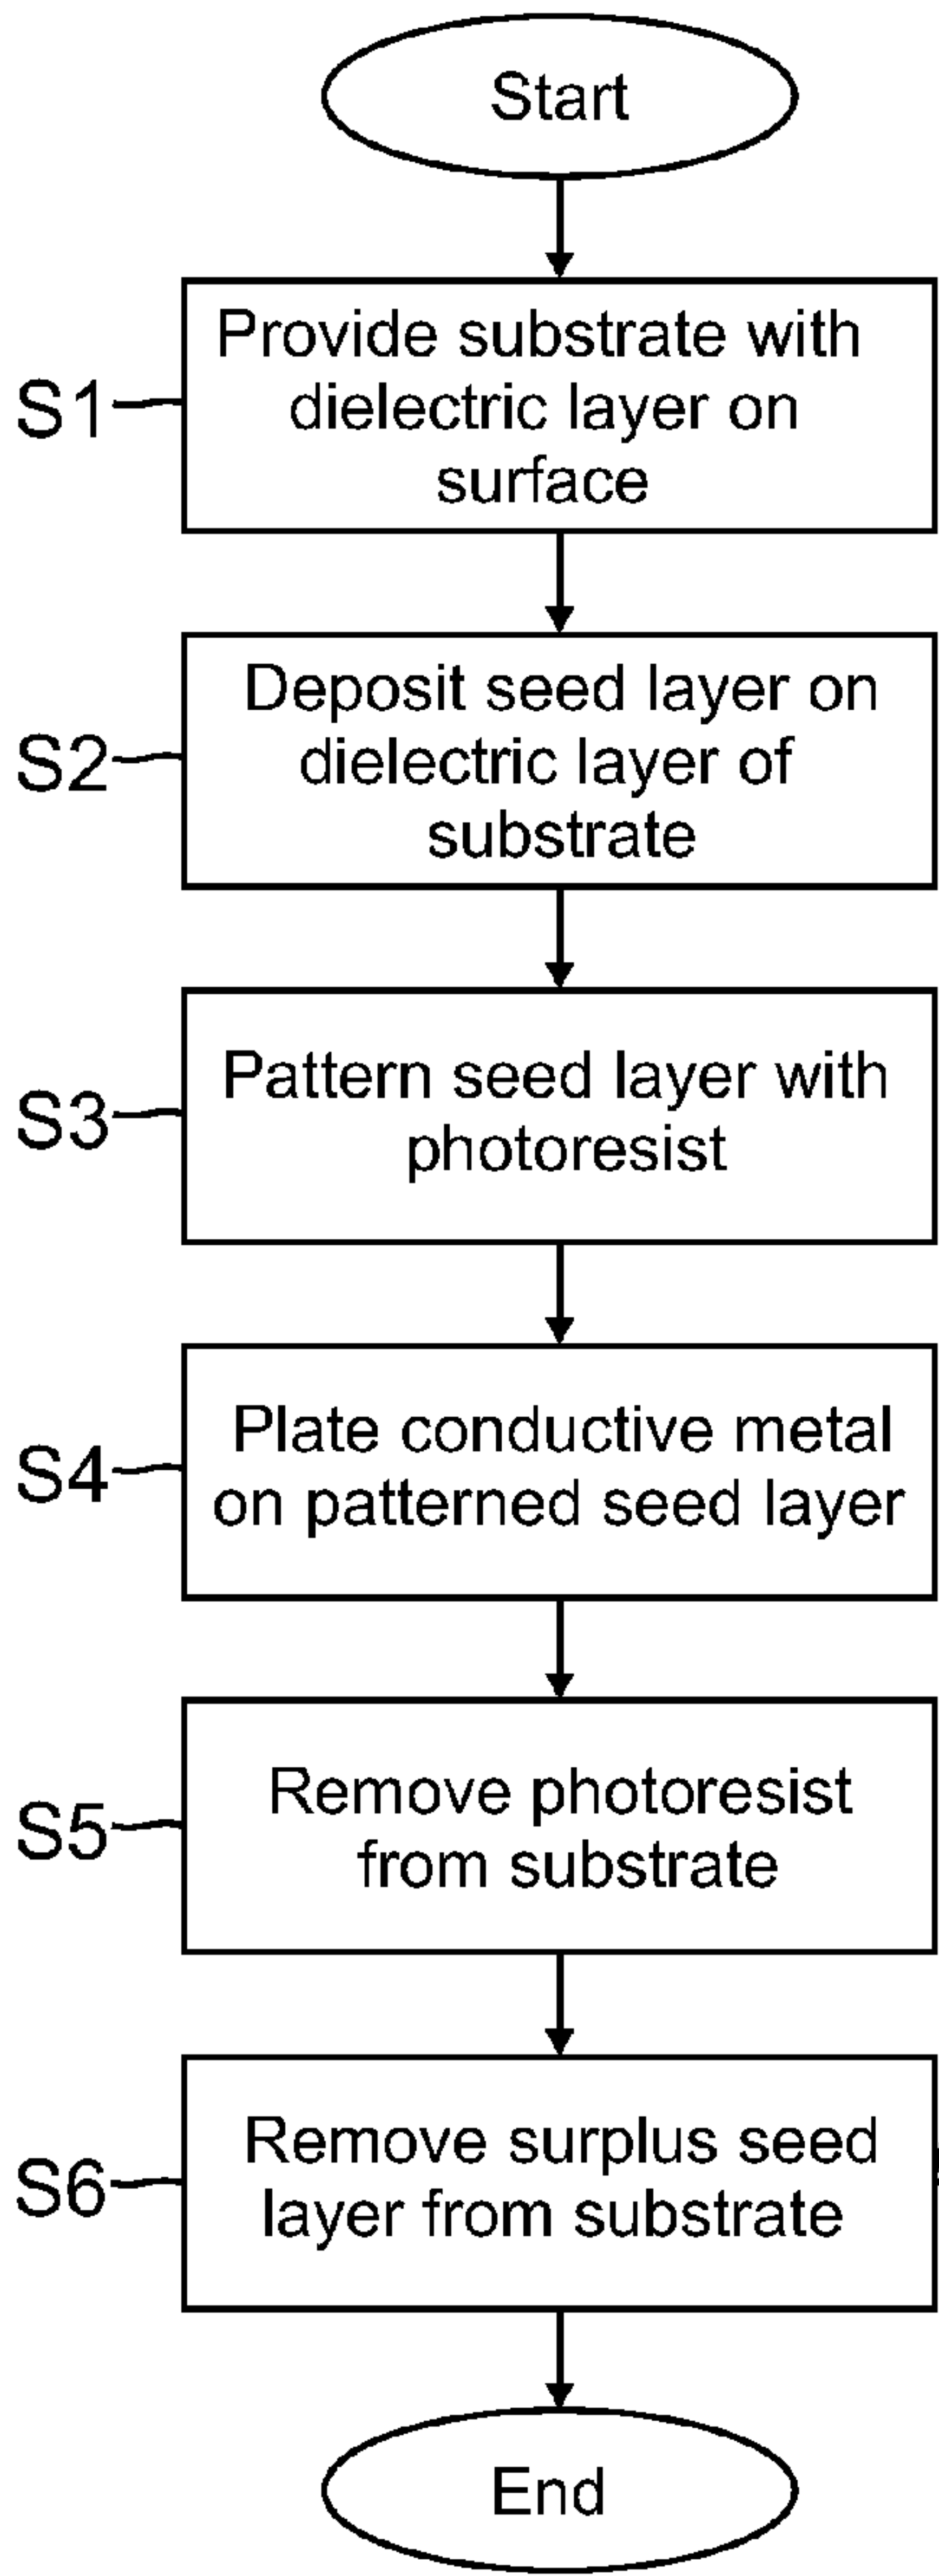 Start
S1
Provide substrate with
dielectric layer on
surface
S2
Deposit seed layer on
dielectric layer of
substrate
S3
Pattern seed layer with
photoresist
S4
Plate conductive metal
on patterned seed layer
S5
Remove photoresist
from substrate
S6
Remove surplus seed
layer from substrate
End